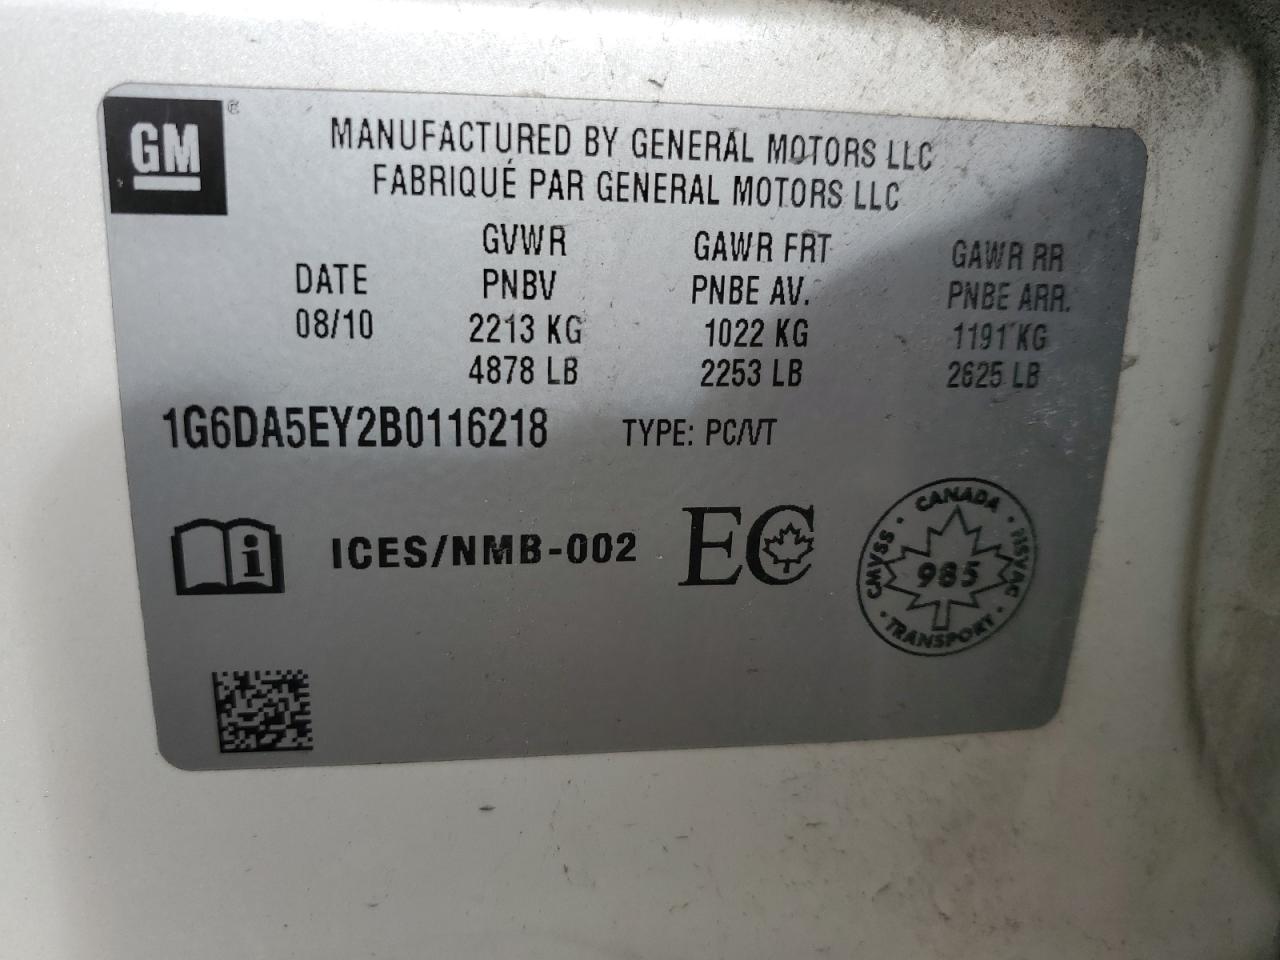 GM ®
MANUFACTURED BY GENERAL MOTORS LLC
FABRIQUÉ PAR GENERAL MOTORS LLC
DATE
08/10
GVWR
PNBV
2213 KG
4878 LB
GAWR FRT
PNBE AV.
1022 KG
2253 LB
GAWR RR
PNBE ARR.
1191 KG
2625 LB
1G6DA5EY2B0116218 TYPE: PC/VT
i
ICES/NMB-002
EC
CANADA · NSVAC · TRANSPORT · CMVSS ·
985